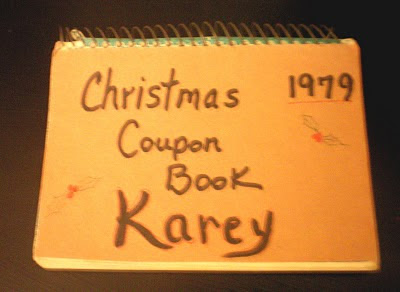 Christmas
1979
Coupon
Book
Karey